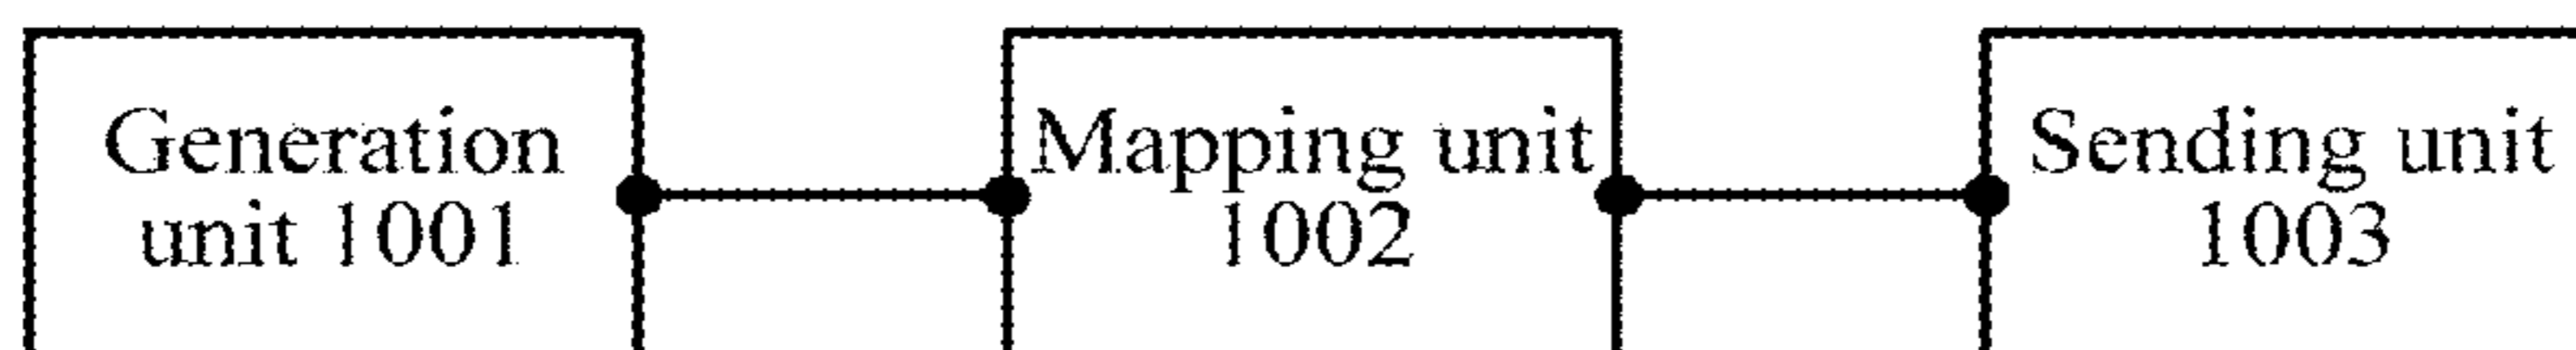 Generation
unit 1001
Mapping unit
1002
Sending unit
1003